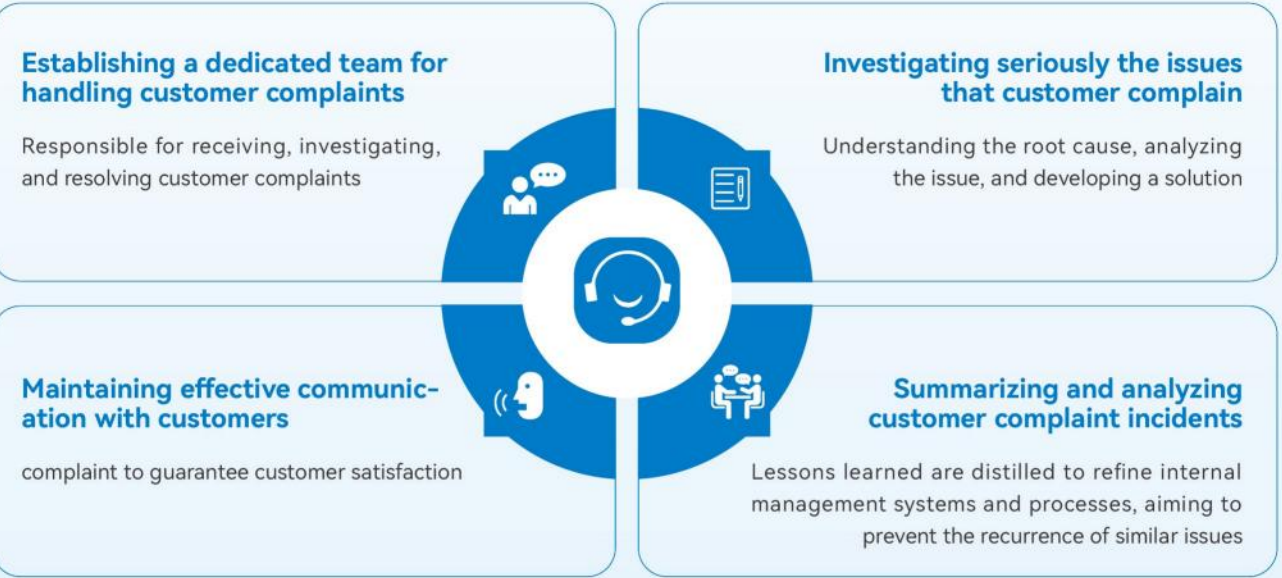 Establishing a dedicated team for
handling customer complaints
Responsible for receiving, investigating,
and resolving customer complaints
Investigating seriously the issues
that customer complain
Understanding the root cause, analyzing
the issue, and developing a solution
Maintaining effective communic-
ation with customers
complaint to guarantee customer satisfaction
Summarizing and analyzing
customer complaint incidents
Lessons learned are distilled to refine internal
management systems and processes, aiming to
prevent the recurrence of similar issues